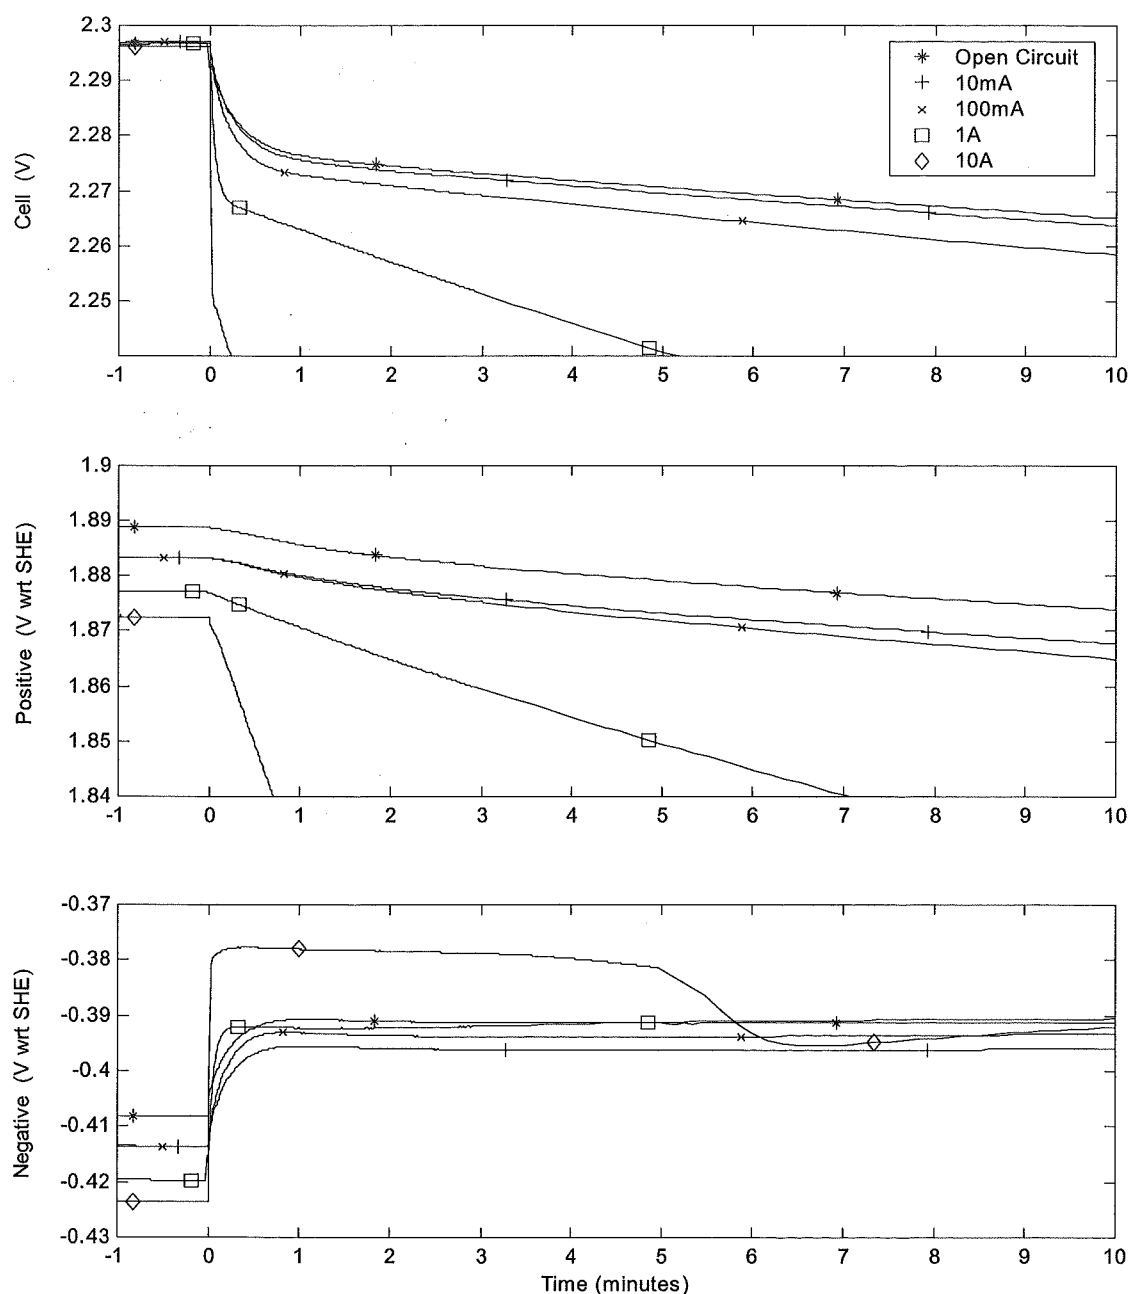 2.3
2.29
2.28
2.27
2.26
2.25
Cell (V)
Open Circuit
10mA
100mA
1A
10A
-1 0 1 2 3 4 5 6 7 8 9 10
1.9
1.89
1.88
1.87
1.86
1.85
1.84
Positive (V wrt SHE)
-1 0 1 2 3 4 5 6 7 8 9 10
-0.37
-0.38
-0.39
-0.4
-0.41
-0.42
-0.43
Negative (V wrt SHE)
-1 0 1 2 3 4 5 6 7 8 9 10
Time (minutes)